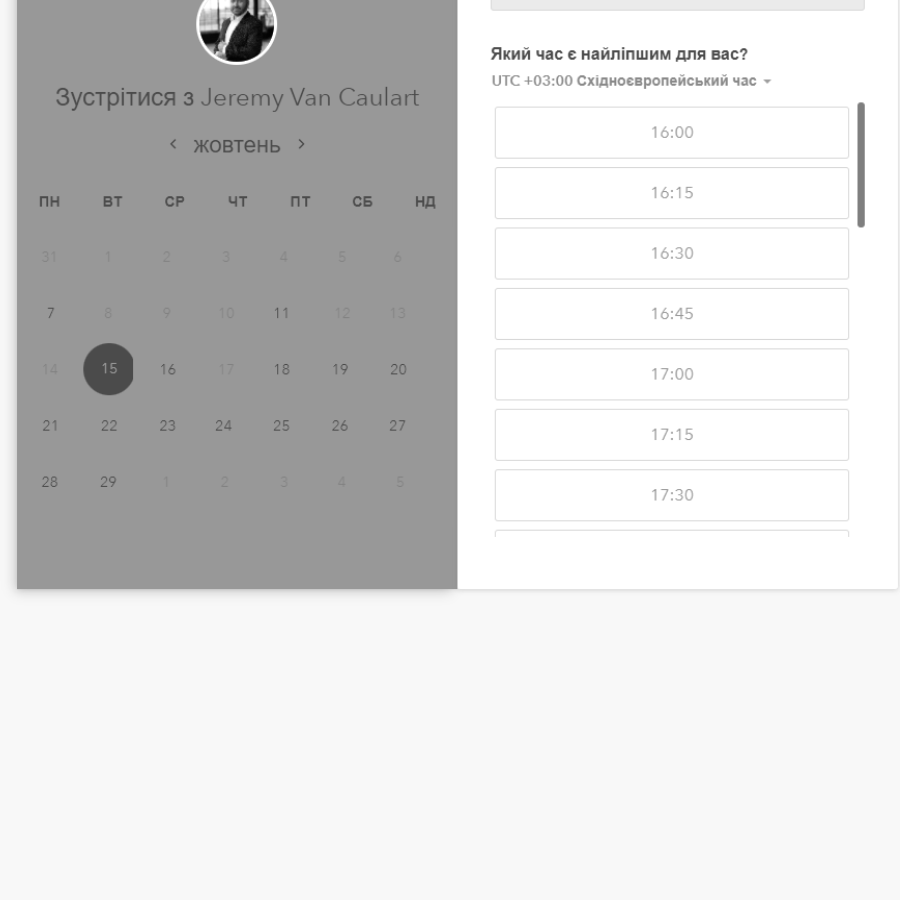 Зустрітися з Jeremy Van Caulart
жовтень
ПН ВТ СР ЧТ ПТ СБ НД
31 1 2 3 4 5 6
7 8 9 10 11 12 13
14 15 16 17 18 19 20
21 22 23 24 25 26 27
28 29 1 2 3 4 5
Який час є найліпшим для вас?
UTC +03:00 Східноєвропейський час
16:00
16:15
16:30
16:45
17:00
17:15
17:30